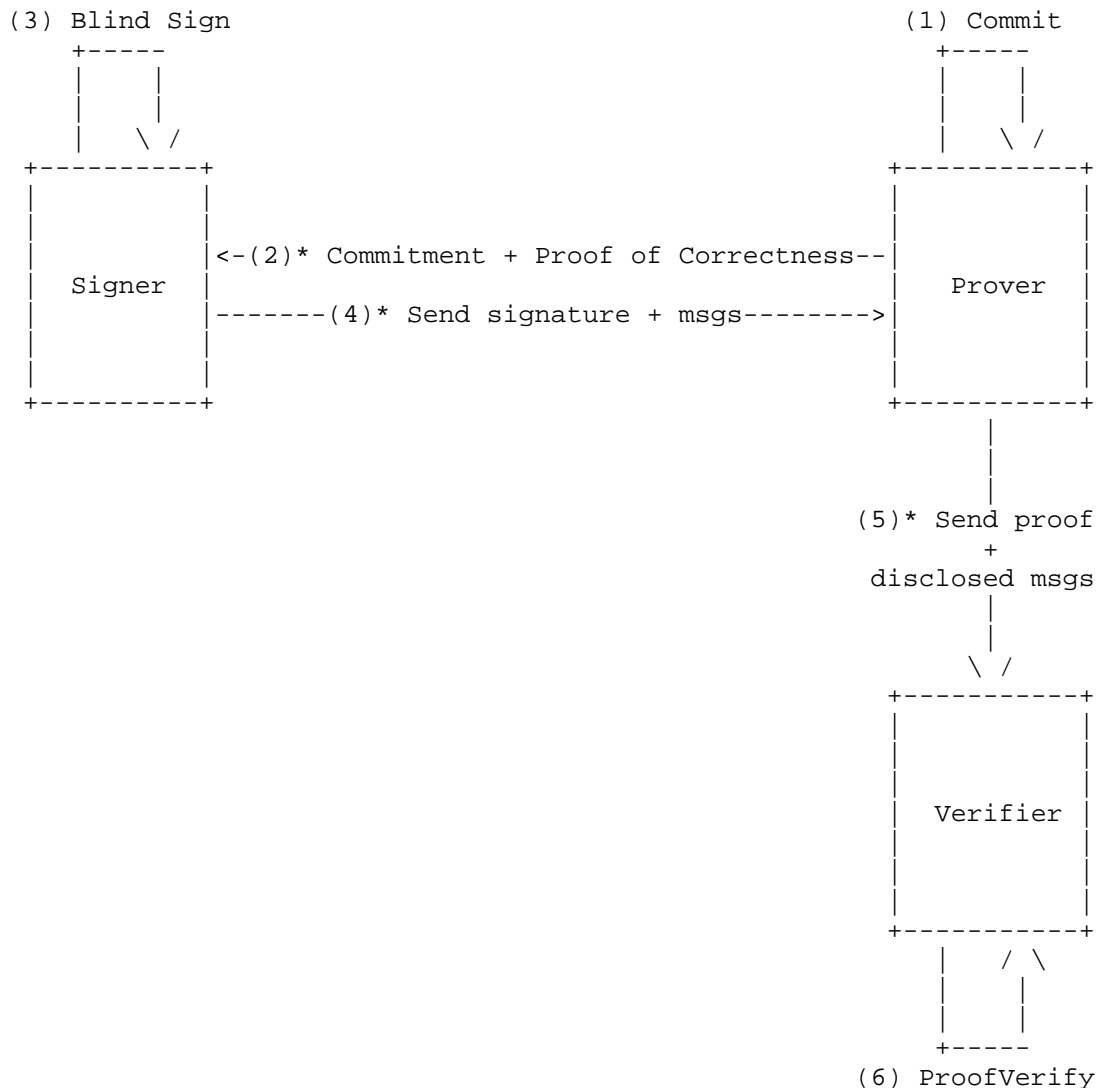 (3) Blind Sign (1) Commit
<-(2)* Commitment + Proof of Correctness--
Signer Prover
-------(4)* Send signature + msgs-------->
(5)* Send proof
+
disclosed msgs
Verifier
(6) ProofVerify